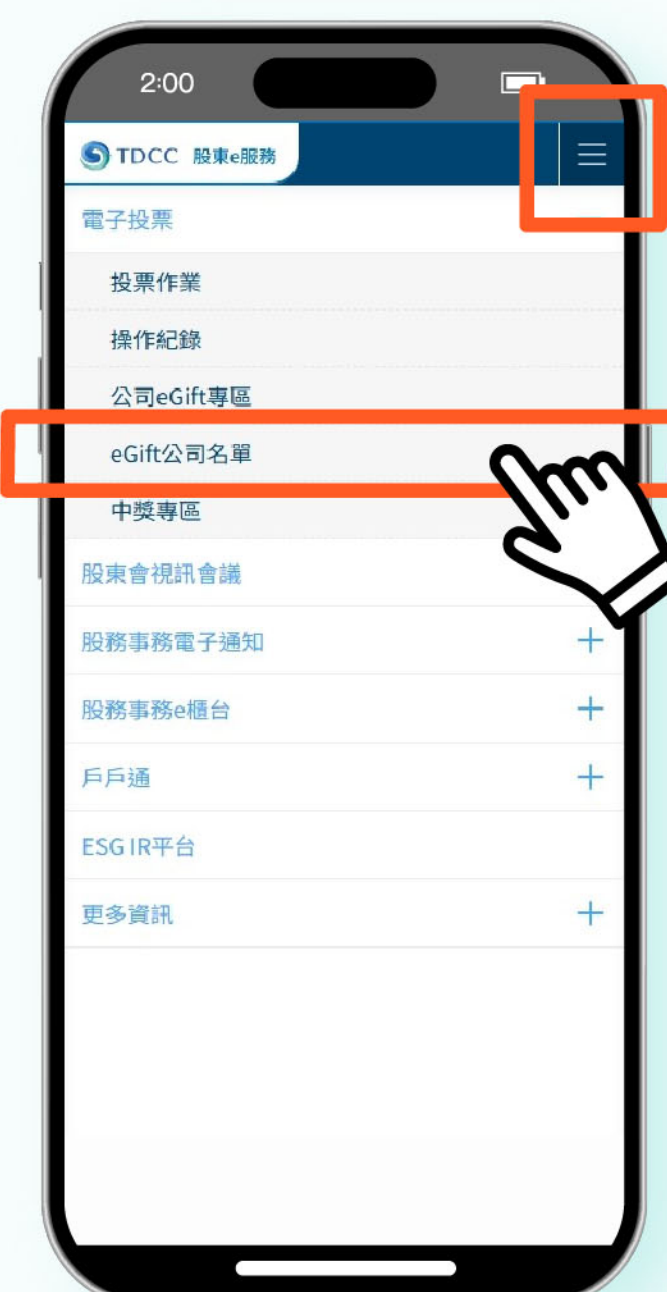 2:00
TDCC 股東e服務
電子投票
投票作業
操作紀錄
公司eGift專區
eGift公司名單
中獎專區
股東會視訊會議
股務事務電子通知
股務事務e櫃台
戶戶通
ESG IR平台
更多資訊